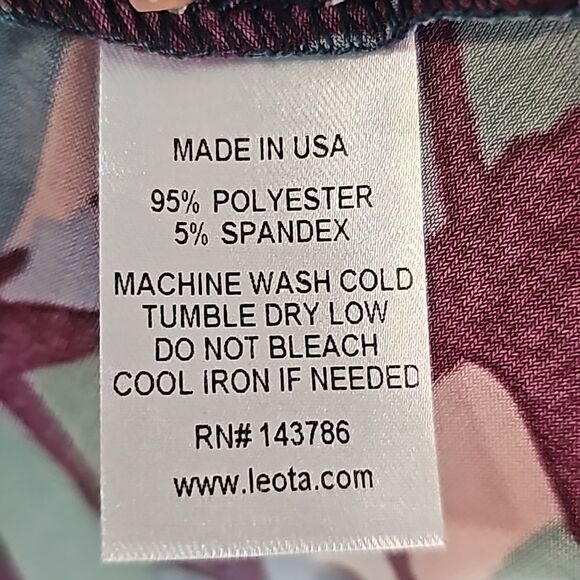 MADE IN USA
95% POLYESTER
5% SPANDEX
MACHINE WASH COLD
TUMBLE DRY LOW
DO NOT BLEACH
COOL IRON IF NEEDED
RN# 143786
www.leota.com